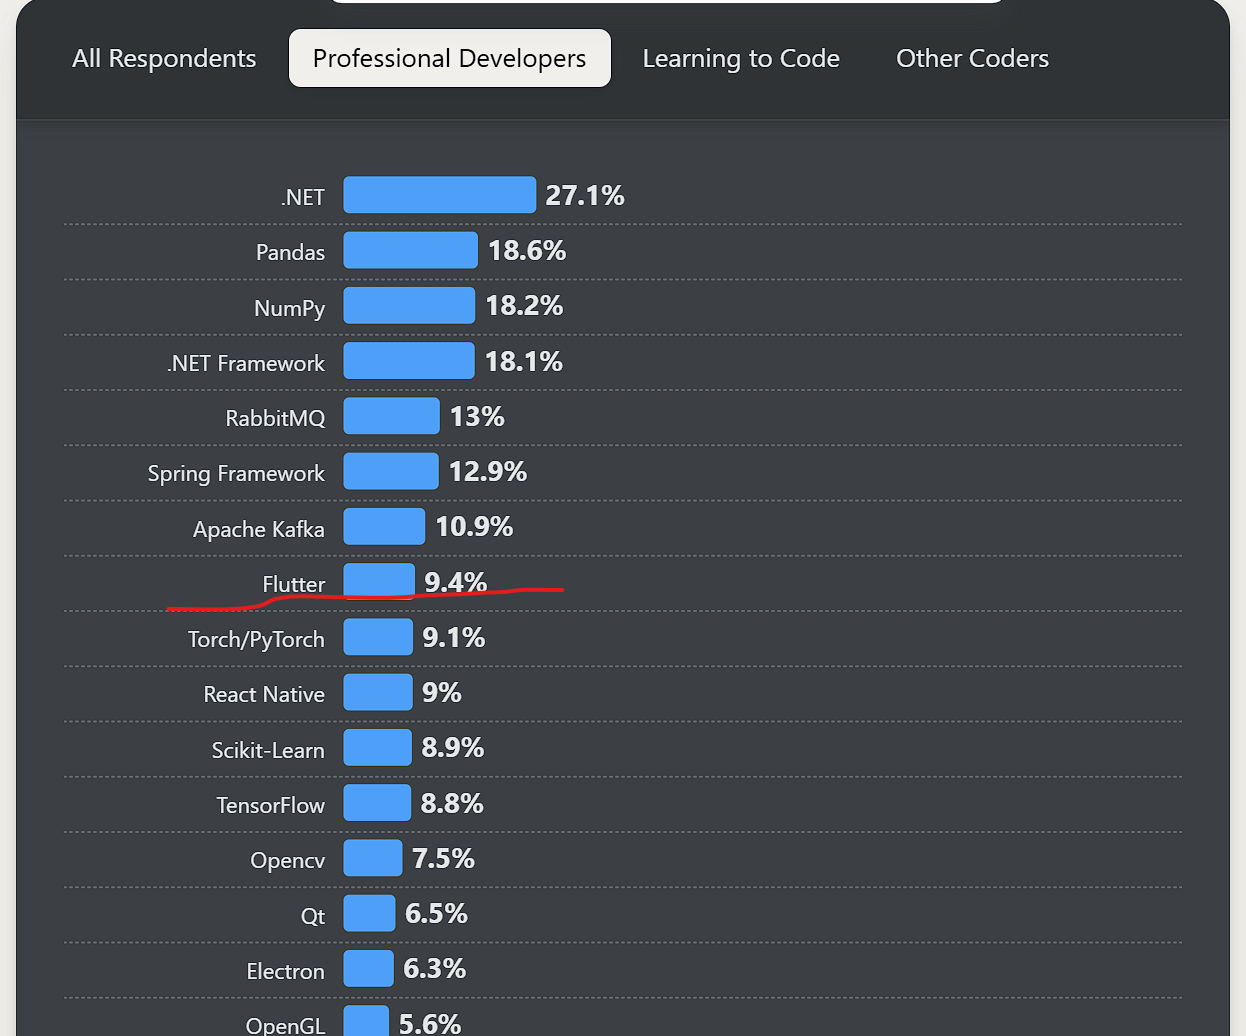 All Respondents Professional Developers Learning to Code Other Coders
.NET 27.1%
Pandas 18.6%
NumPy 18.2%
.NET Framework 18.1%
RabbitMQ 13%
Spring Framework 12.9%
Apache Kafka 10.9%
Flutter 9.4%
Torch/PyTorch 9.1%
React Native 9%
Scikit-Learn 8.9%
TensorFlow 8.8%
Opencv 7.5%
Qt 6.5%
Electron 6.3%
OpenGL 5.6%